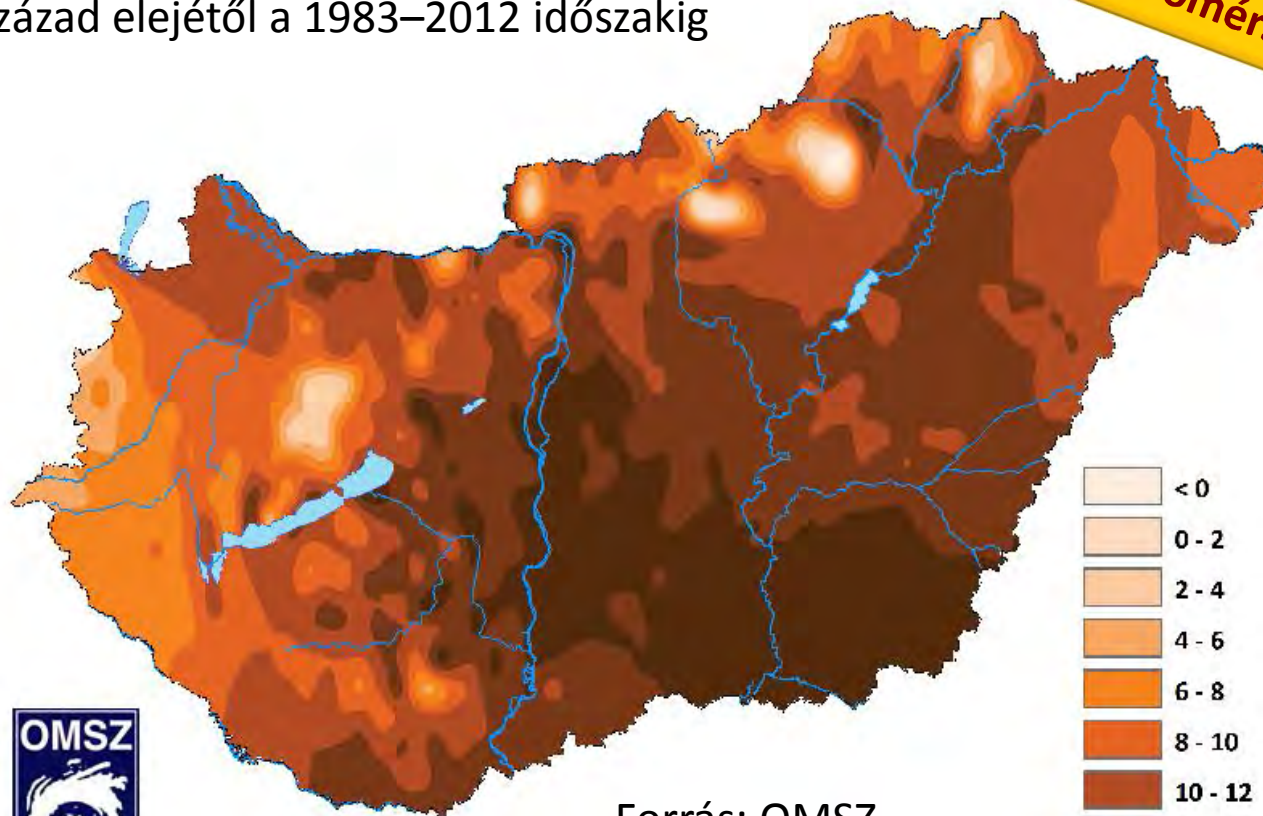 század elejétől a 1983–2012 időszakig
< 0
0 - 2
2 - 4
4 - 6
6 - 8
8 - 10
10 - 12
OMSZ
Forrás: OMSZ